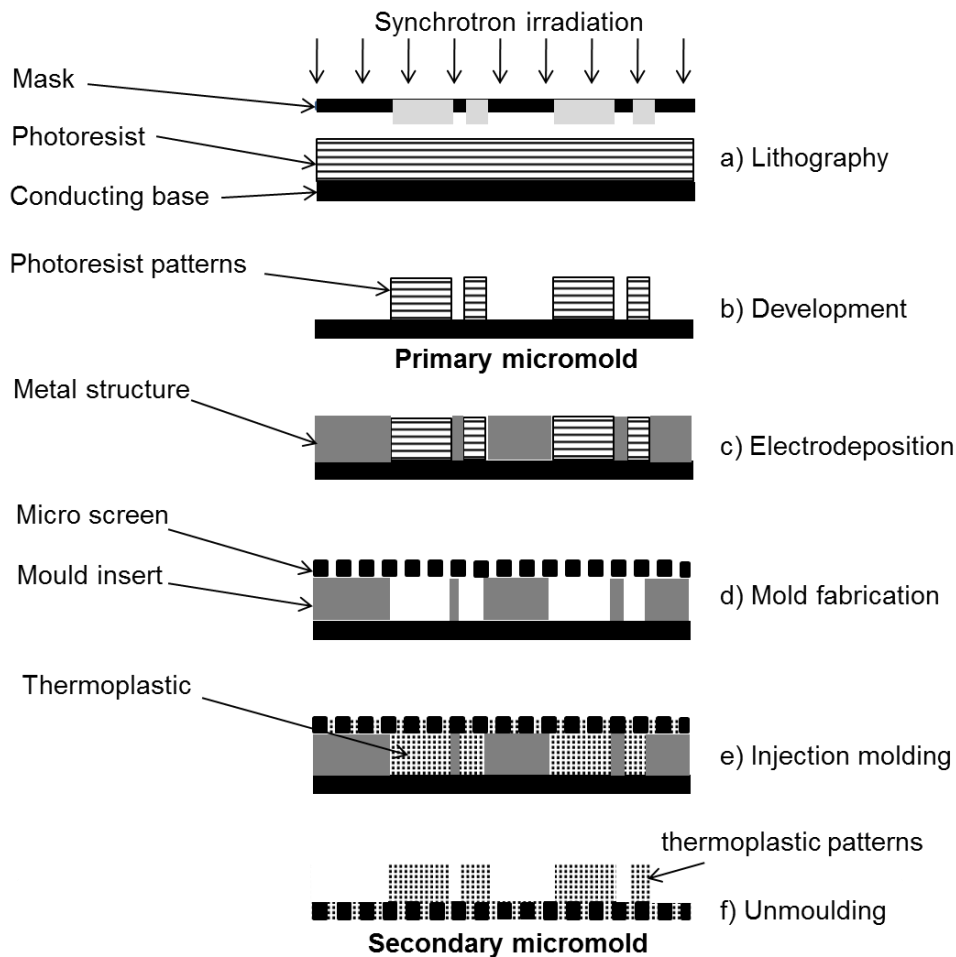 Synchrotron irradiation
Mask
Photoresist
a) Lithography
Conducting base
Photoresist patterns
b) Development
Primary micromold
Metal structure
c) Electrodeposition
Micro screen
Mould insert
d) Mold fabrication
Thermoplastic
e) Injection molding
thermoplastic patterns
f) Unmoulding
Secondary micromold